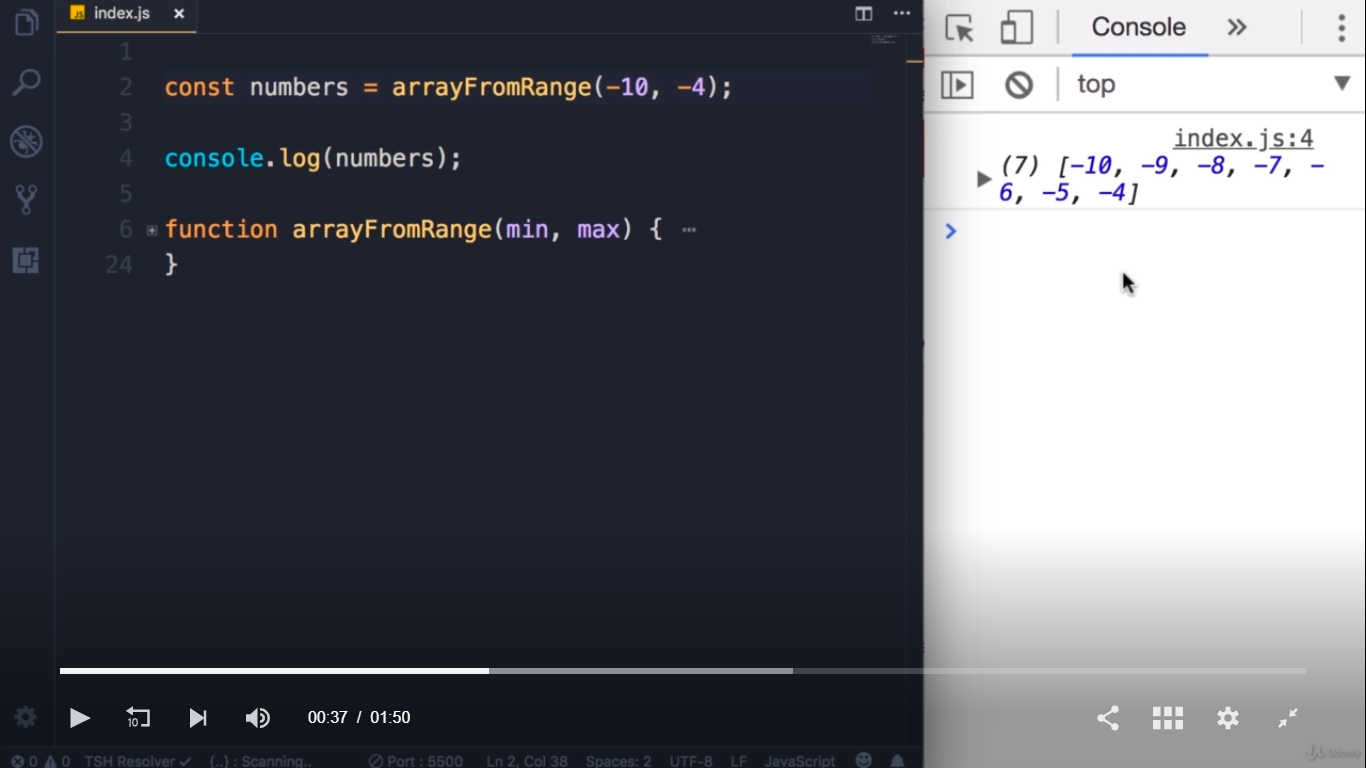 JS index.js ×
1
2 const numbers = arrayFromRange(-10, -4);
3
4 console.log(numbers);
5
6 function arrayFromRange(min, max) { ⋯
24 }
Console »
top
index.js:4
(7) [-10, -9, -8, -7, -
6, -5, -4]
10
00:37 / 01:50
0 0 TSH Resolver ✓ {..} : Scanning.. Port : 5500 Ln 2, Col 38 Spaces: 2 UTF-8 LF JavaScript
Udemy